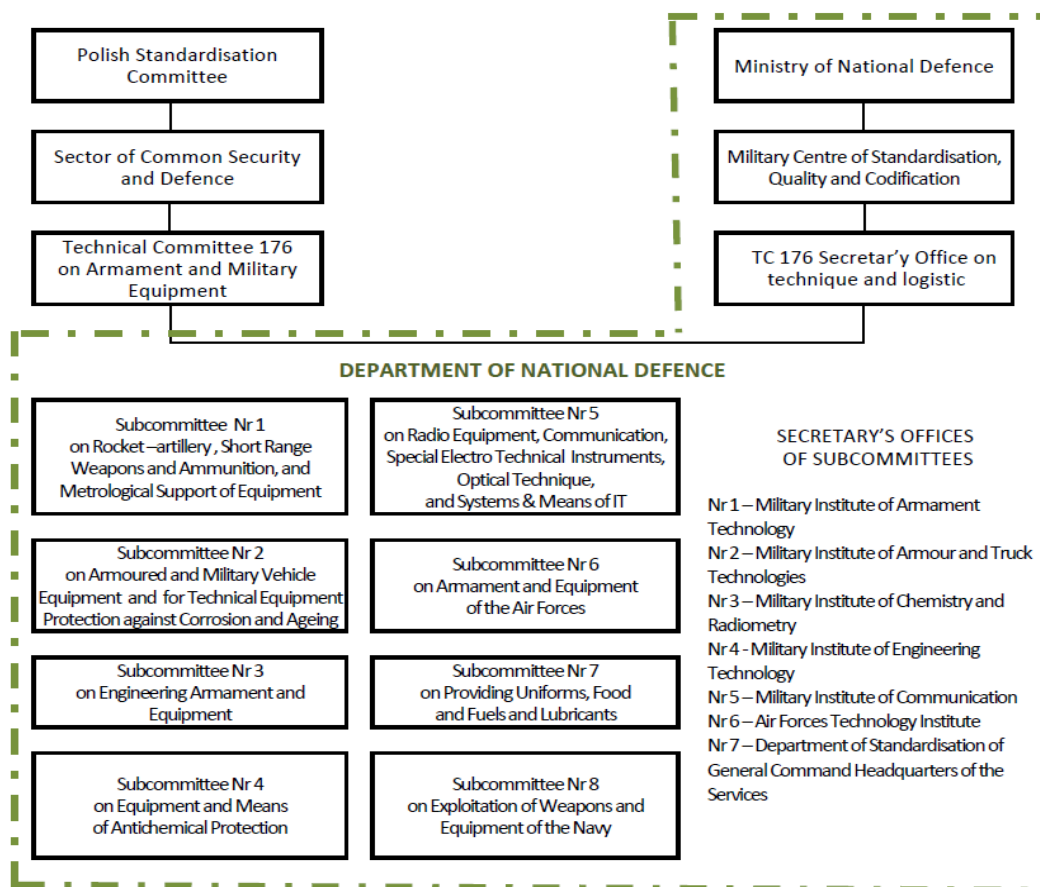 Polish Standardisation
Committee
Ministry of National Defence
Sector of Common Security
and Defence
Military Centre of Standardisation,
Quality and Codification
Technical Committee 176
on Armament and Military
Equipment
TC 176 Secretar’y Office on
technique and logistic
DEPARTMENT OF NATIONAL DEFENCE
Subcommittee Nr 1
on Rocket –artillery , Short Range
Weapons and Ammunition, and
Metrological Support of Equipment
Subcommittee Nr 5
on Radio Equipment, Communication,
Special Electro Technical Instruments,
Optical Technique,
and Systems & Means of IT
Subcommittee Nr 2
on Armoured and Military Vehicle
Equipment and for Technical Equipment
Protection against Corrosion and Ageing
Subcommittee Nr 6
on Armament and Equipment
of the Air Forces
Subcommittee Nr 3
on Engineering Armament and
Equipment
Subcommittee Nr 7
on Providing Uniforms, Food
and Fuels and Lubricants
Subcommittee Nr 4
on Equipment and Means
of Antichemical Protection
Subcommittee Nr 8
on Exploitation of Weapons and
Equipment of the Navy
SECRETARY’S OFFICES
OF SUBCOMMITTEES
Nr 1 – Military Institute of Armament
Technology
Nr 2 – Military Institute of Armour and Truck
Technologies
Nr 3 – Military Institute of Chemistry and
Radiometry
Nr 4 - Military Institute of Engineering
Technology
Nr 5 – Military Institute of Communication
Nr 6 – Air Forces Technology Institute
Nr 7 – Department of Standardisation of
General Command Headquarters of the
Services